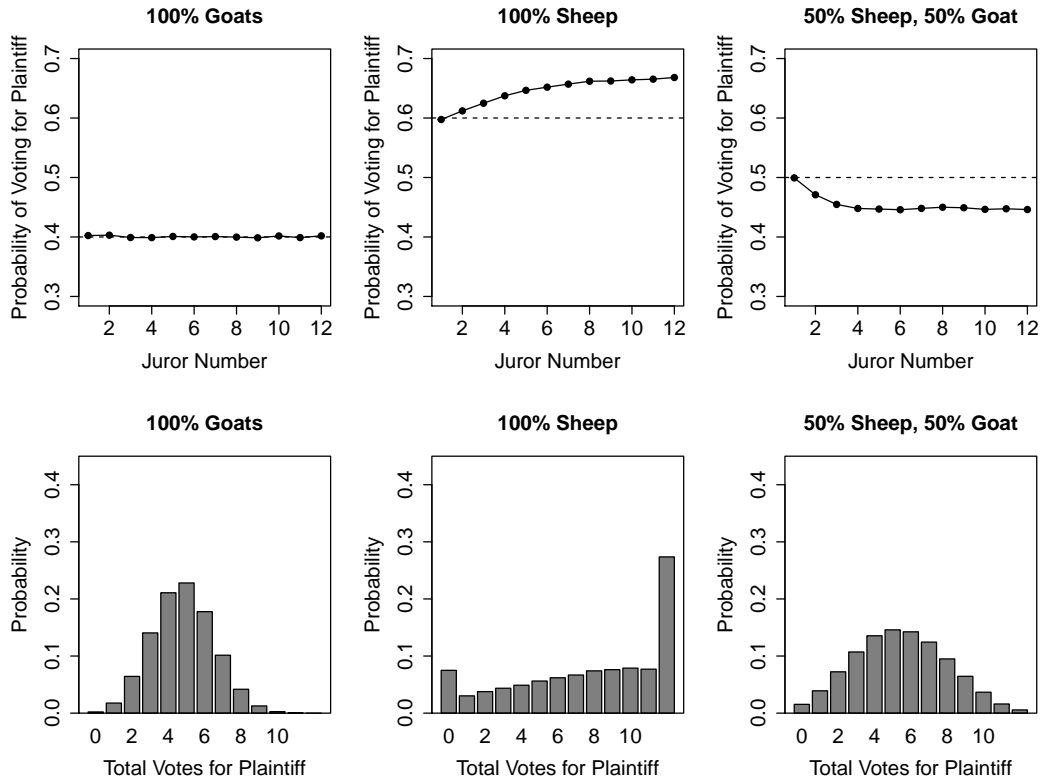 100% Goats
Probability of Voting for Plaintiff
0.3 0.4 0.5 0.6 0.7
2 4 6 8 10 12
Juror Number
100% Sheep
Probability of Voting for Plaintiff
0.3 0.4 0.5 0.6 0.7
2 4 6 8 10 12
Juror Number
50% Sheep, 50% Goat
Probability of Voting for Plaintiff
0.3 0.4 0.5 0.6 0.7
2 4 6 8 10 12
Juror Number
100% Goats
Probability
0.0 0.1 0.2 0.3 0.4
0 2 4 6 8 10
Total Votes for Plaintiff
100% Sheep
Probability
0.0 0.1 0.2 0.3 0.4
0 2 4 6 8 10
Total Votes for Plaintiff
50% Sheep, 50% Goat
Probability
0.0 0.1 0.2 0.3 0.4
0 2 4 6 8 10
Total Votes for Plaintiff